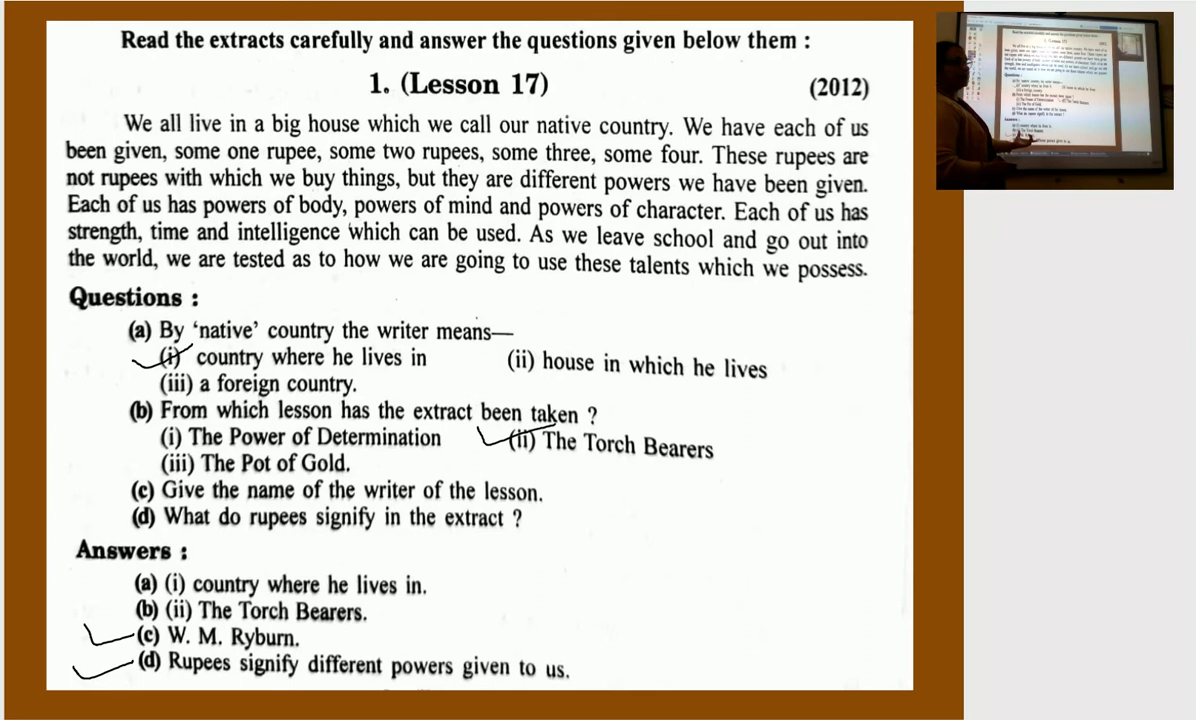 Read the extracts carefully and answer the questions given below them :
1. (Lesson 17) (2012)
We all live in a big house which we call our native country. We have each of us
been given, some one rupee, some two rupees, some three, some four. These rupees are
not rupees with which we buy things, but they are different powers we have been given.
Each of us has powers of body, powers of mind and powers of character. Each of us has
strength, time and intelligence which can be used. As we leave school and go out into
the world, we are tested as to how we are going to use these talents which we possess.
Questions :
(a) By ‘native’ country the writer means—
(i) country where he lives in (ii) house in which he lives
(iii) a foreign country.
(b) From which lesson has the extract been taken ?
(i) The Power of Determination (ii) The Torch Bearers
(iii) The Pot of Gold.
(c) Give the name of the writer of the lesson.
(d) What do rupees signify in the extract ?
Answers :
(a) (i) country where he lives in.
(b) (ii) The Torch Bearers.
(c) W. M. Ryburn.
(d) Rupees signify different powers given to us.